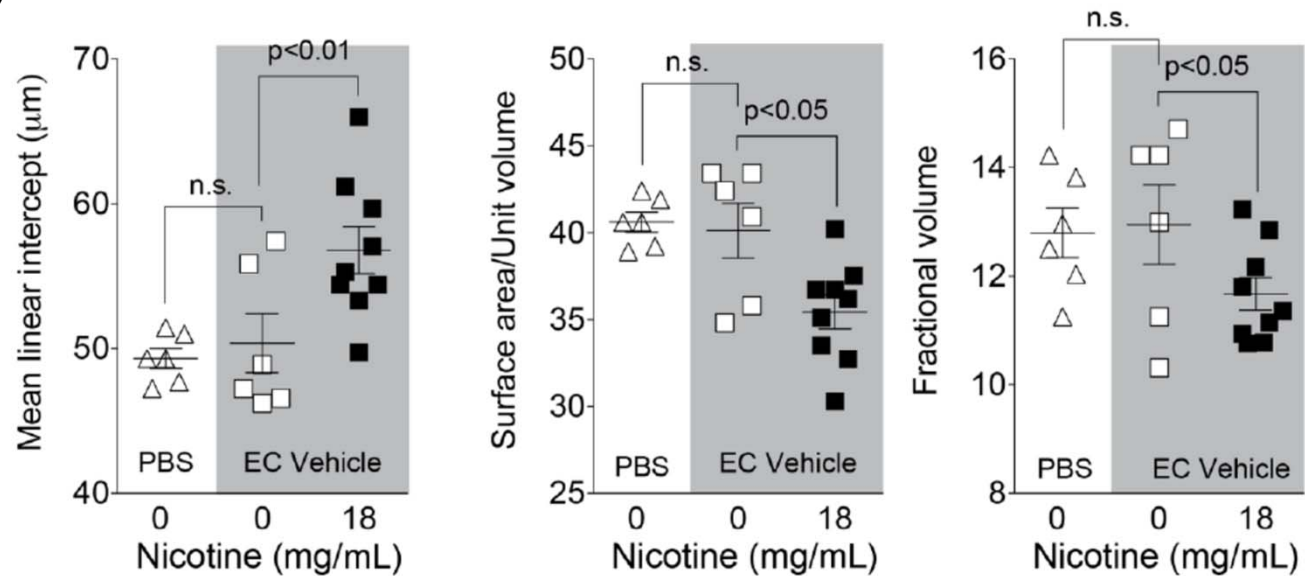 Mean linear intercept (μm)
70
60
50
40
n.s.
p<0.01
PBS
EC Vehicle
0
0
18
Nicotine (mg/mL)
Surface area/Unit volume
50
45
40
35
30
25
n.s.
p<0.05
PBS
EC Vehicle
0
0
18
Nicotine (mg/mL)
Fractional volume
16
14
12
10
8
n.s.
p<0.05
PBS
EC Vehicle
0
0
18
Nicotine (mg/mL)